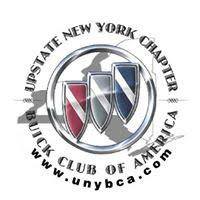 UPSTATE NEW YORK CHAPTER
BUICK CLUB OF AMERICA
www.unybca.com